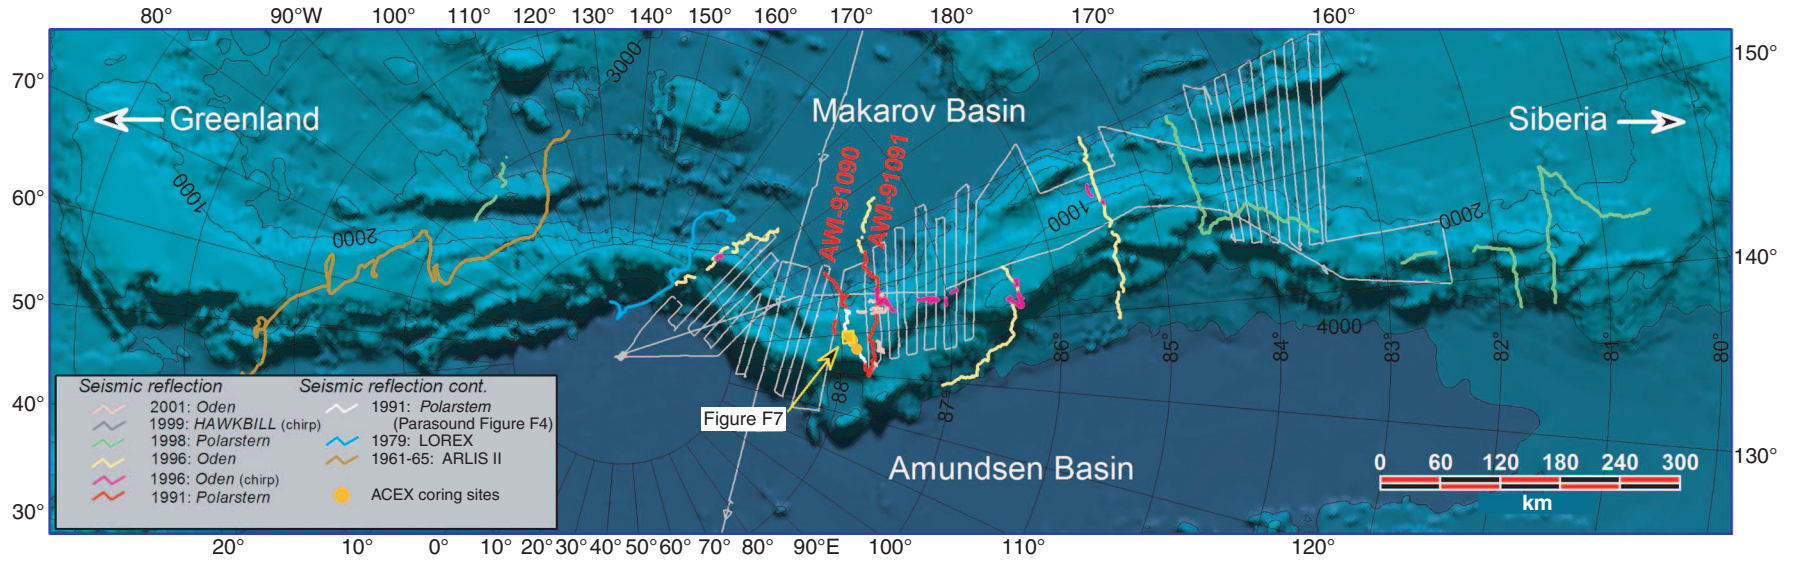 80° 90°W 100° 110° 120° 130° 140° 150° 160° 170° 180° 170° 160°
150°
70°
3000
Makarov Basin
Greenland
Siberia
AWI-91090
AWI-91091
1000
60°
1000
2000
2000
140°
50°
4000
86° 85° 84° 83° 82° 81° 80°
88°
87°
40°
Figure F7
Seismic reflection
2001: Oden
1999: HAWKBILL (chirp)
1998: Polarstern
1996: Oden
1996: Oden (chirp)
1991: Polarstern
Seismic reflection cont.
1991: Polarstern
(Parasound Figure F4)
1979: LOREX
1961-65: ARLIS II
ACEX coring sites
Amundsen Basin
130°
0 60 120 180 240 300
km
30°
20° 10° 0° 10° 20° 30° 40° 50° 60° 70° 80° 90°E 100° 110° 120°